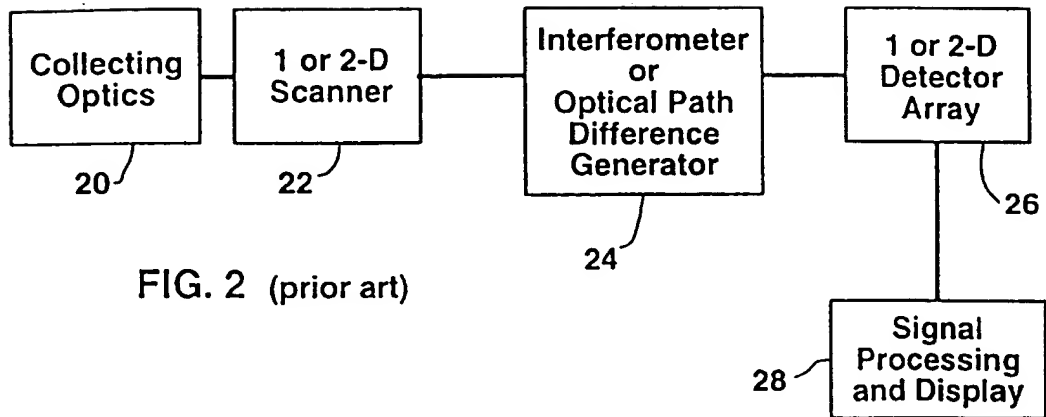 Collecting
Optics
20
1 or 2-D
Scanner
22
Interferometer
or
Optical Path
Difference
Generator
24
1 or 2-D
Detector
Array
26
Signal
Processing
and Display
28
FIG. 2 (prior art)